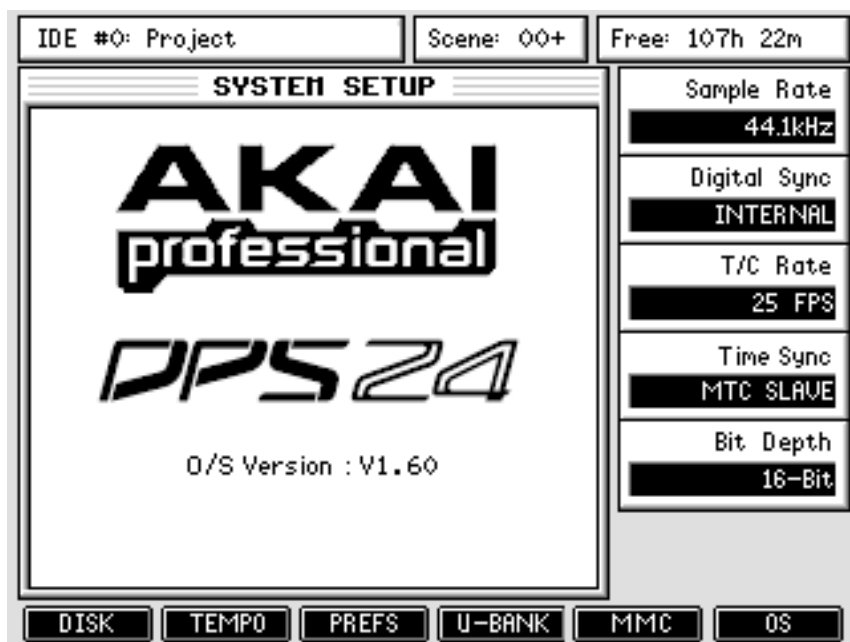 IDE #0: Project
Scene: 00+
Free: 107h 22m
SYSTEM SETUP
AKAI
professional
DPS24
O/S Version : V1.60
Sample Rate
44.1kHz
Digital Sync
INTERNAL
T/C Rate
25 FPS
Time Sync
MTC SLAVE
Bit Depth
16-Bit
DISK
TEMPO
PREFS
U-BANK
MMC
OS